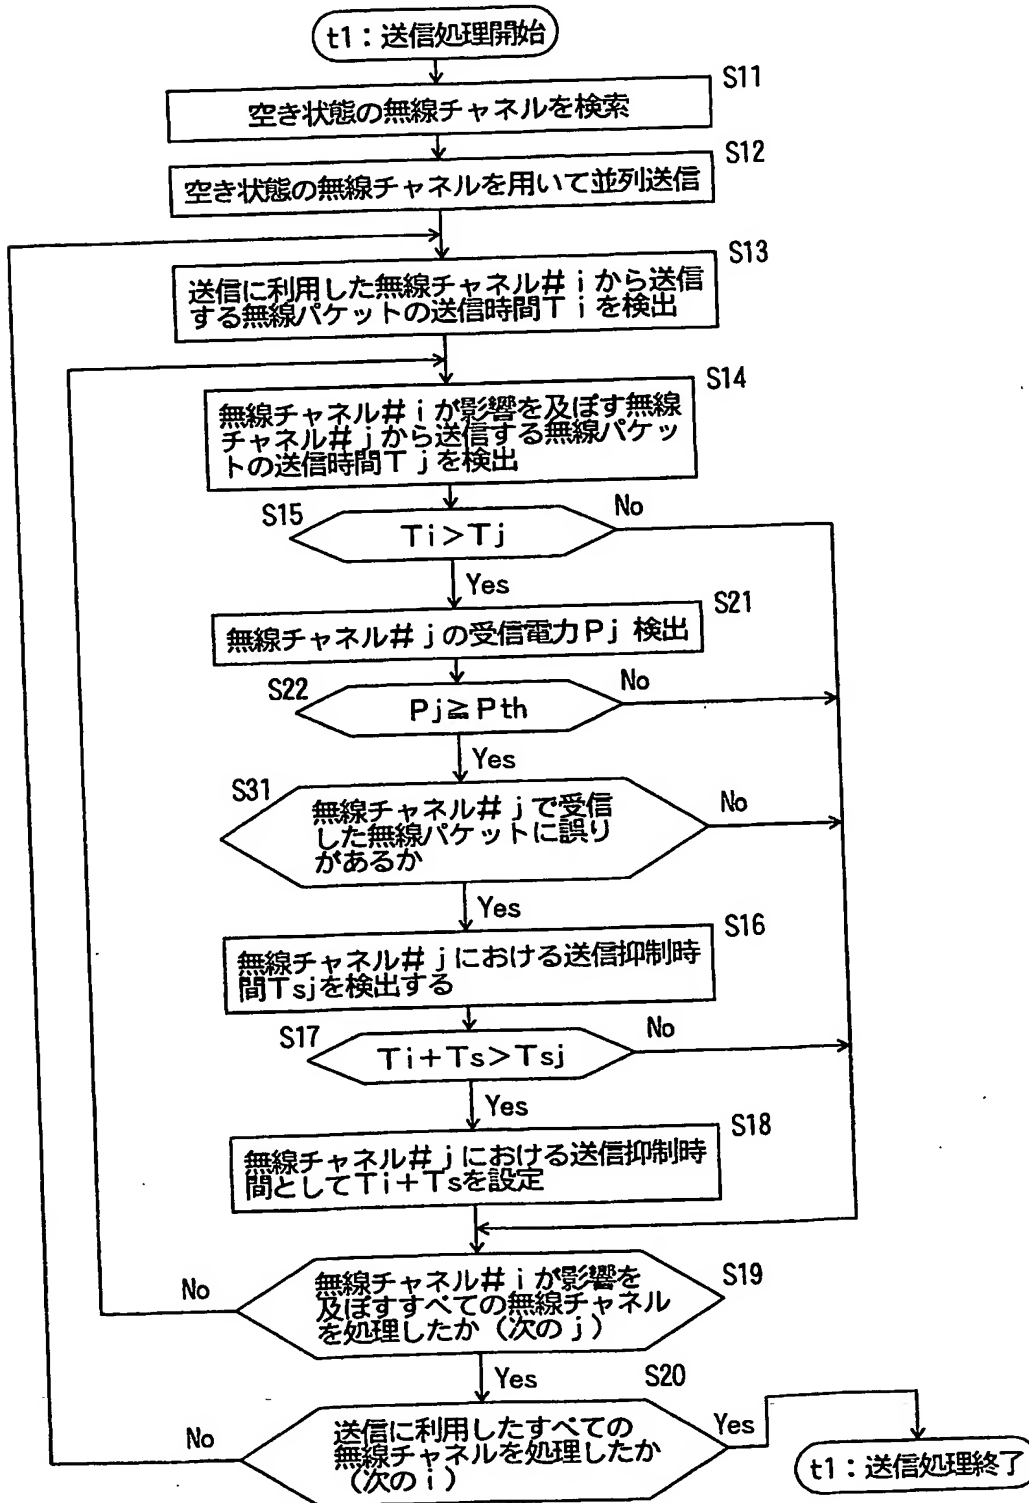 t1：送信処理開始
S11
空き状態の無線チャネルを検索
S12
空き状態の無線チャネルを用いて並列送信
S13
送信に利用した無線チャネル＃ｉから送信
する無線パケットの送信時間Ｔｉを検出
S14
無線チャネル＃ｉが影響を及ぼす無線
チャネル＃ｊから送信する無線パケッ
トの送信時間Ｔｊを検出
S15
Ｔｉ＞Ｔｊ
No
Yes
S21
無線チャネル＃ｊの受信電力Ｐｊ検出
S22
Ｐｊ≧Ｐth
No
Yes
S31
無線チャネル＃ｊで受信
した無線パケットに誤り
があるか
No
Yes
S16
無線チャネル＃ｊにおける送信抑制時
間Ｔsjを検出する
S17
Ｔｉ＋Ｔs＞Ｔsj
No
Yes
S18
無線チャネル＃ｊにおける送信抑制時
間としてＴｉ＋Ｔsを設定
S19
無線チャネル＃ｉが影響を
及ぼすすべての無線チャネル
を処理したか（次のｊ）
No
Yes
S20
送信に利用したすべての
無線チャネルを処理したか
（次のｉ）
No
Yes
t1：送信処理終了